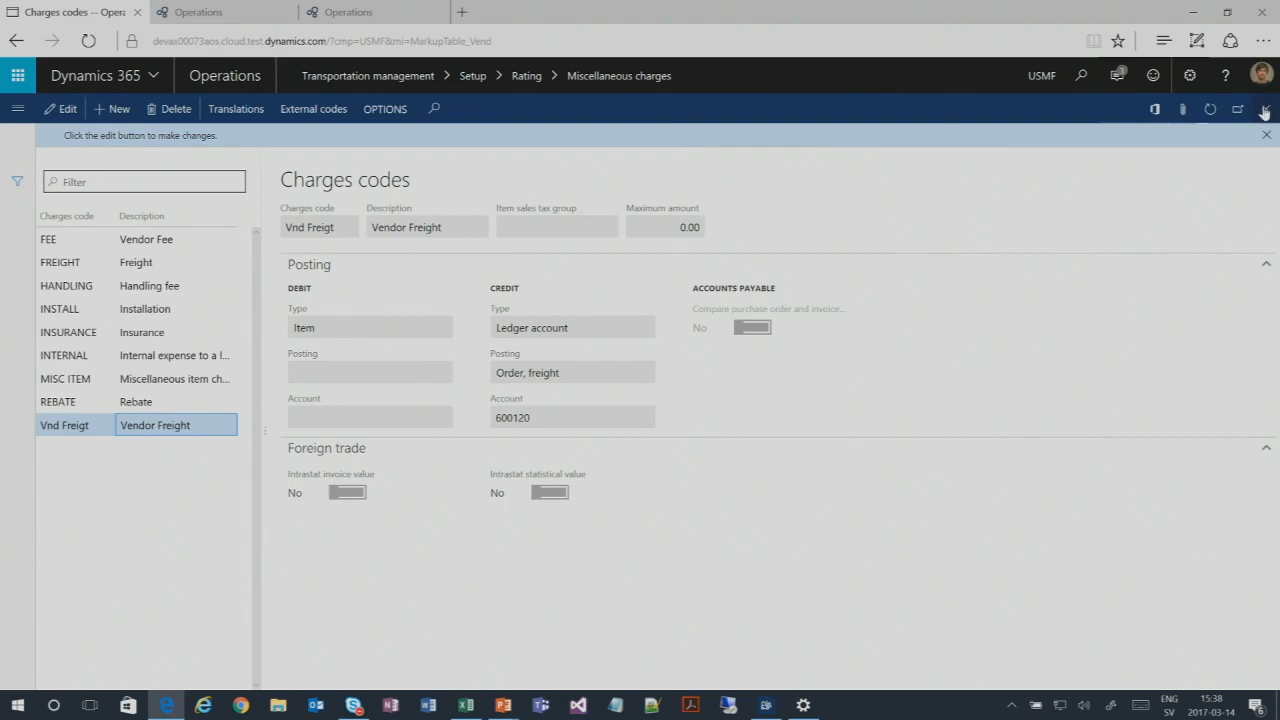 Charges codes -- Opera
Operations
Operations
devax00073aos.cloud.test.dynamics.com/?cmp=USMF&mi=MarkupTable_Vend
Dynamics 365
Operations
Transportation management > Setup > Rating > Miscellaneous charges
USMF
3
?
Edit
+ New
Delete
Translations
External codes
OPTIONS
Click the edit button to make changes.
Filter
Charges code Description
FEE Vendor Fee
FREIGHT Freight
HANDLING Handling fee
INSTALL Installation
INSURANCE Insurance
INTERNAL Internal expense to a l...
MISC ITEM Miscellaneous item ch...
REBATE Rebate
Vnd Freigt Vendor Freight
Charges codes
Charges code Description Item sales tax group Maximum amount
Vnd Freigt Vendor Freight 0.00
Posting
DEBIT CREDIT ACCOUNTS PAYABLE
Type Type Compare purchase order and invoice...
Item Ledger account No
Posting Posting
Order, freight
Account Account
600120
Foreign trade
Intrastat invoice value Intrastat statistical value
No No
ENG 15:38
SV 2017-03-14
6